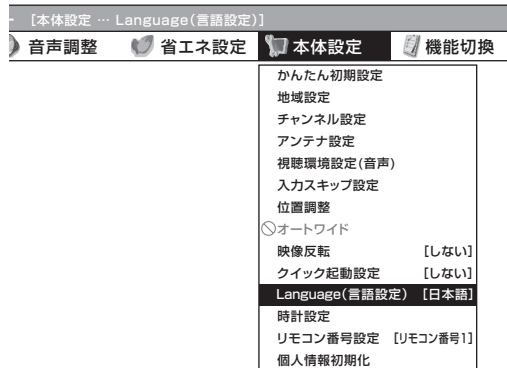 [本体設定 … Language(言語設定)]
音声調整 省エネ設定 本体設定 機能切換
かんたん初期設定
地域設定
チャンネル設定
アンテナ設定
視聴環境設定(音声)
入力スキップ設定
位置調整
オートワイド
映像反転 [しない]
クイック起動設定 [しない]
Language(言語設定) [日本語]
時計設定
リモコン番号設定 [リモコン番号1]
個人情報初期化